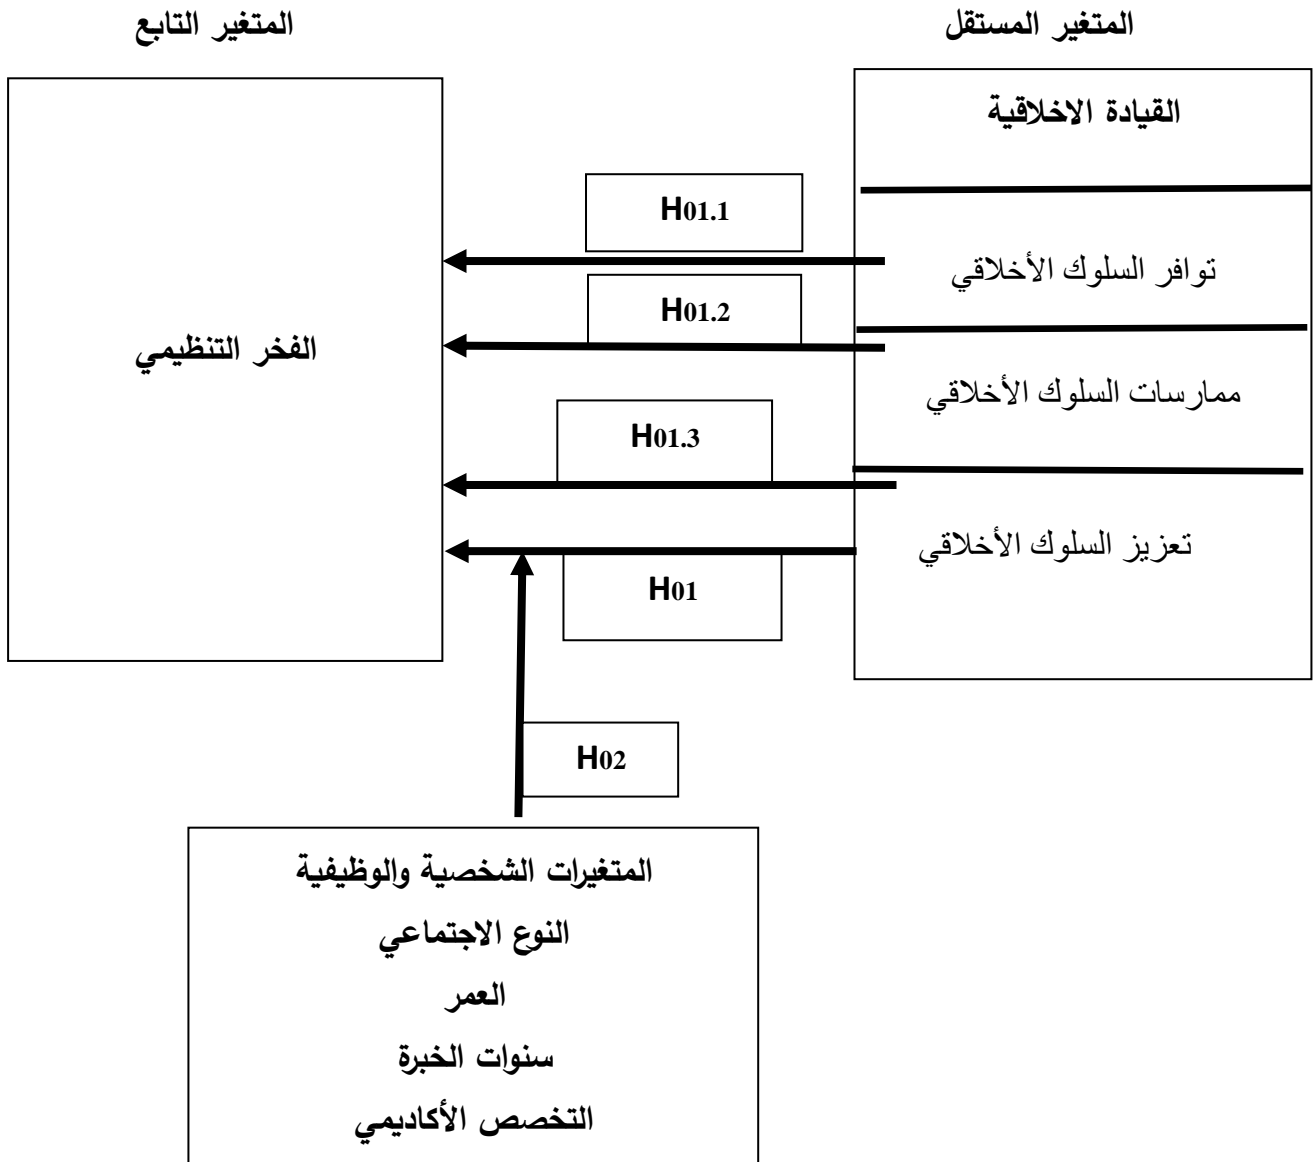 المتغير المستقل
المتغير التابع
القيادة الاخلاقية
توافر السلوك الأخلاقي
ممارسات السلوك الأخلاقي
تعزيز السلوك الأخلاقي
H01.1
H01.2
H01.3
H01
الفخر التنظيمي
H02
المتغيرات الشخصية والوظيفية
النوع الاجتماعي
العمر
سنوات الخبرة
التخصص الأكاديمي